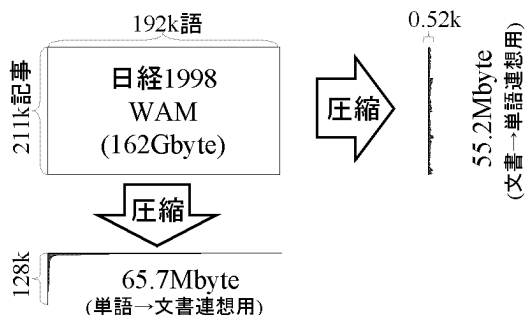 192k語
0.52k
211k記事
日経1998
WAM
(162Gbyte)
圧縮
55.2Mbyte
(文書→単語連想用)
圧縮
128k
65.7Mbyte
(単語→文書連想用)